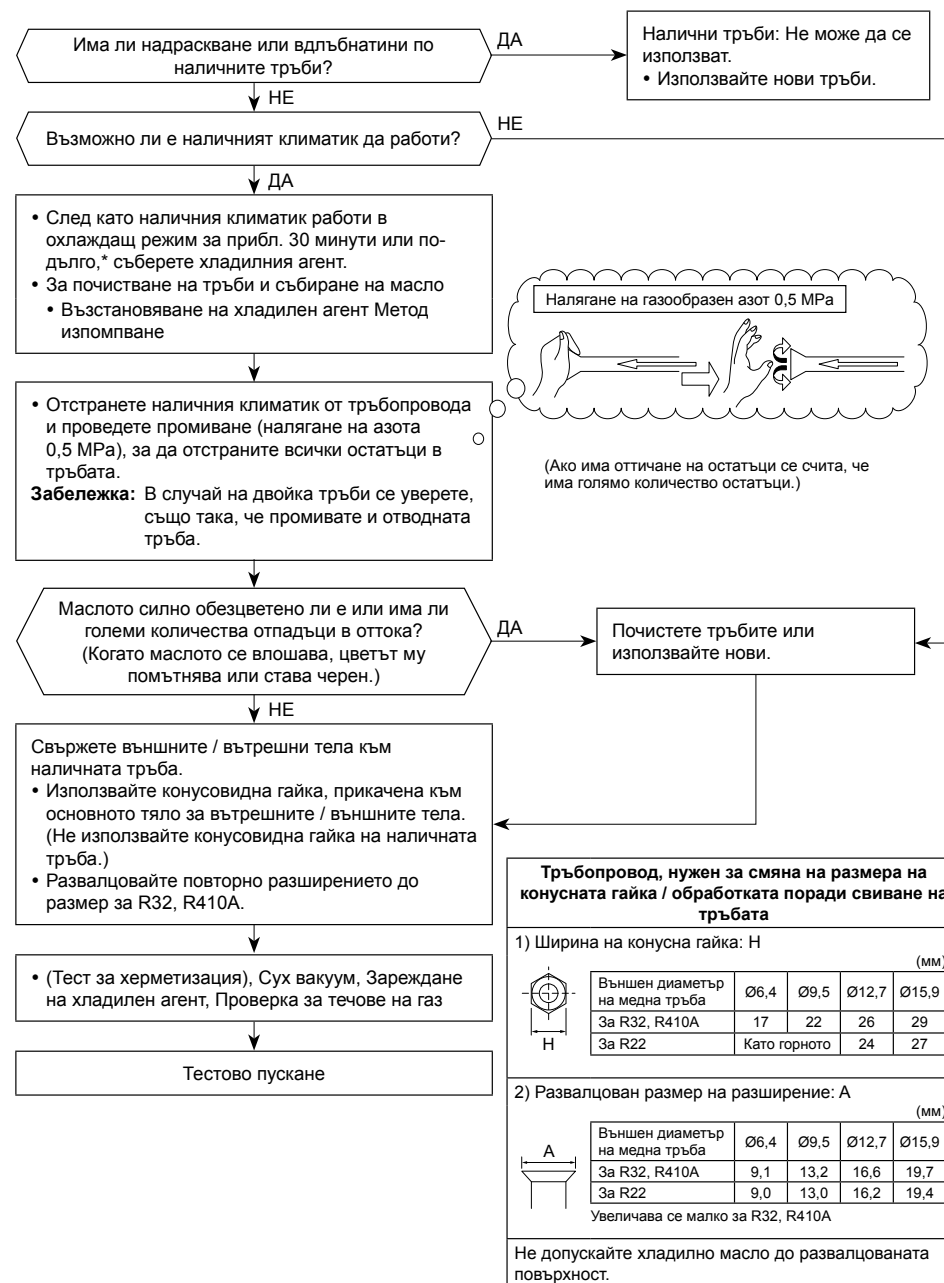 Има ли надраскване или вдлъбнатини по
наличните тръби?
ДА
Налични тръби: Не може да се
използват.
• Използвайте нови тръби.
НЕ
Възможно ли е наличният климатик да работи?
НЕ
ДА
• След като наличния климатик работи в
охлаждащ режим за прибл. 30 минути или по-
дълго,* съберете хладилния агент.
• За почистване на тръби и събиране на масло
• Възстановяване на хладилен агент Метод
изпомпване
Налягане на газообразен азот 0,5 MPa
• Отстранете наличния климатик от тръбопровода
и проведете промиване (налягане на азота
0,5 MPa), за да отстраните всички остатъци в
тръбата.
Забележка: В случай на двойка тръби се уверете,
също така, че промивате и отводната
тръба.
(Ако има оттичане на остатъци се счита, че
има голямо количество остатъци.)
Маслото силно обезцветено ли е или има ли
големи количества отпадъци в оттока?
(Когато маслото се влошава, цветът му
помътнява или става черен.)
ДА
Почистете тръбите или
използвайте нови.
НЕ
Свържете външните / вътрешни тела към
наличната тръба.
• Използвайте конусовидна гайка, прикачена към
основното тяло за вътрешните / външните тела.
(Не използвайте конусовидна гайка на наличната
тръба.)
• Развалцовайте повторно разширението до
размер за R32, R410A.
• (Тест за херметизация), Сух вакуум, Зареждане
на хладилен агент, Проверка за течове на газ
Тестово пускане
Тръбопровод, нужен за смяна на размера на
конусната гайка / обработката поради свиване на
тръбата
1) Ширина на конусна гайка: H
(мм)
H
Външен диаметър
на медна тръба Ø6,4 Ø9,5 Ø12,7 Ø15,9
За R32, R410A 17 22 26 29
За R22 Като горното 24 27
2) Развалцован размер на разширение: A
(мм)
A
Външен диаметър
на медна тръба Ø6,4 Ø9,5 Ø12,7 Ø15,9
За R32, R410A 9,1 13,2 16,6 19,7
За R22 9,0 13,0 16,2 19,4
Увеличава се малко за R32, R410A
Не допускайте хладилно масло до развалцованата
повърхност.